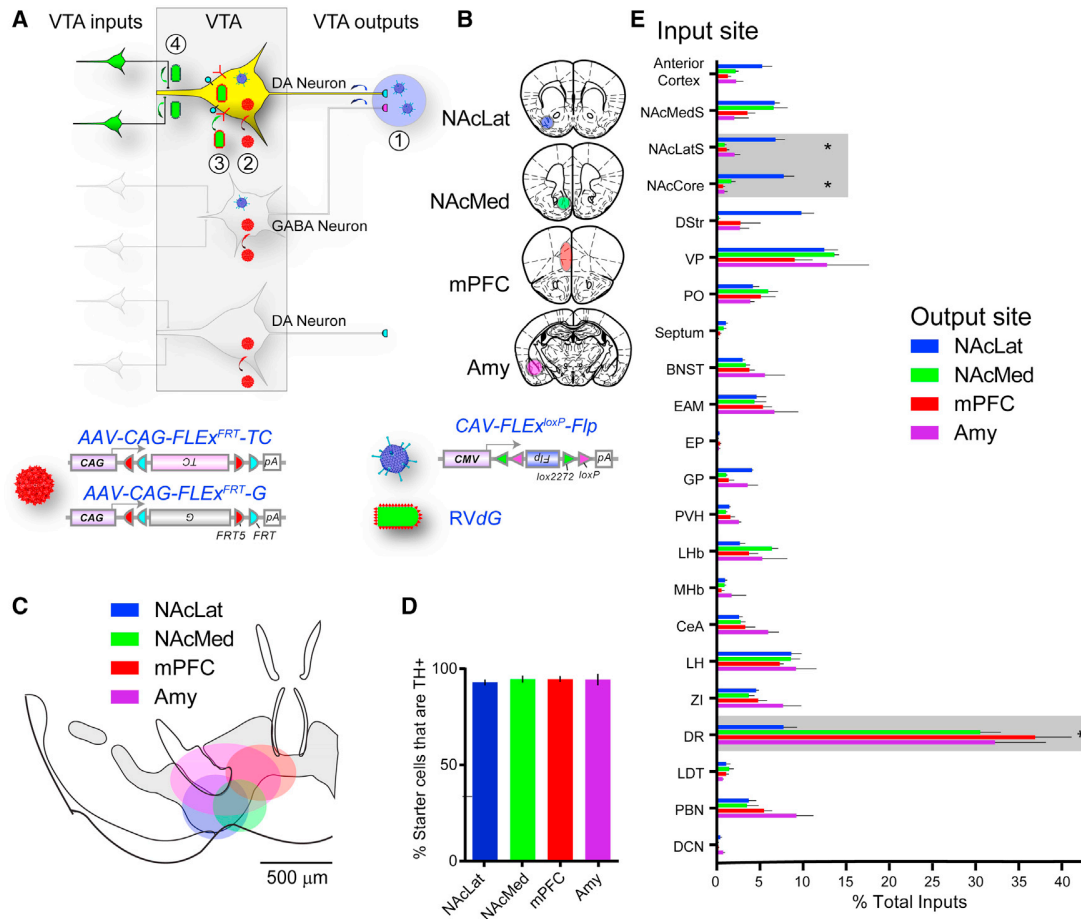 A
VTA inputs
VTA
VTA outputs
④
DA Neuron
①
③
②
GABA Neuron
DA Neuron
AAV-CAG-FLEx^FRT-TC
CAG
TC
pA
AAV-CAG-FLEx^FRT-G
CAG
G
pA
FRT5
FRT
B
NAcLat
NAcMed
mPFC
Amy
CAV-FLEx^loxP-Flp
CMV
Flp
pA
lox2272
loxP
RVdG
C
NAcLat
NAcMed
mPFC
Amy
500 μm
D
% Starter cells that are TH+
100
50
0
NAcLat
NAcMed
mPFC
Amy
E
Input site
Anterior
Cortex
NAcMedS
NAcLatS
*
NAcCore
*
DStr
VP
PO
Septum
BNST
EAM
EP
GP
PVH
LHb
MHb
CeA
LH
ZI
DR
*
LDT
PBN
DCN
Output site
NAcLat
NAcMed
mPFC
Amy
0 5 10 15 20 25 30 35 40
% Total Inputs